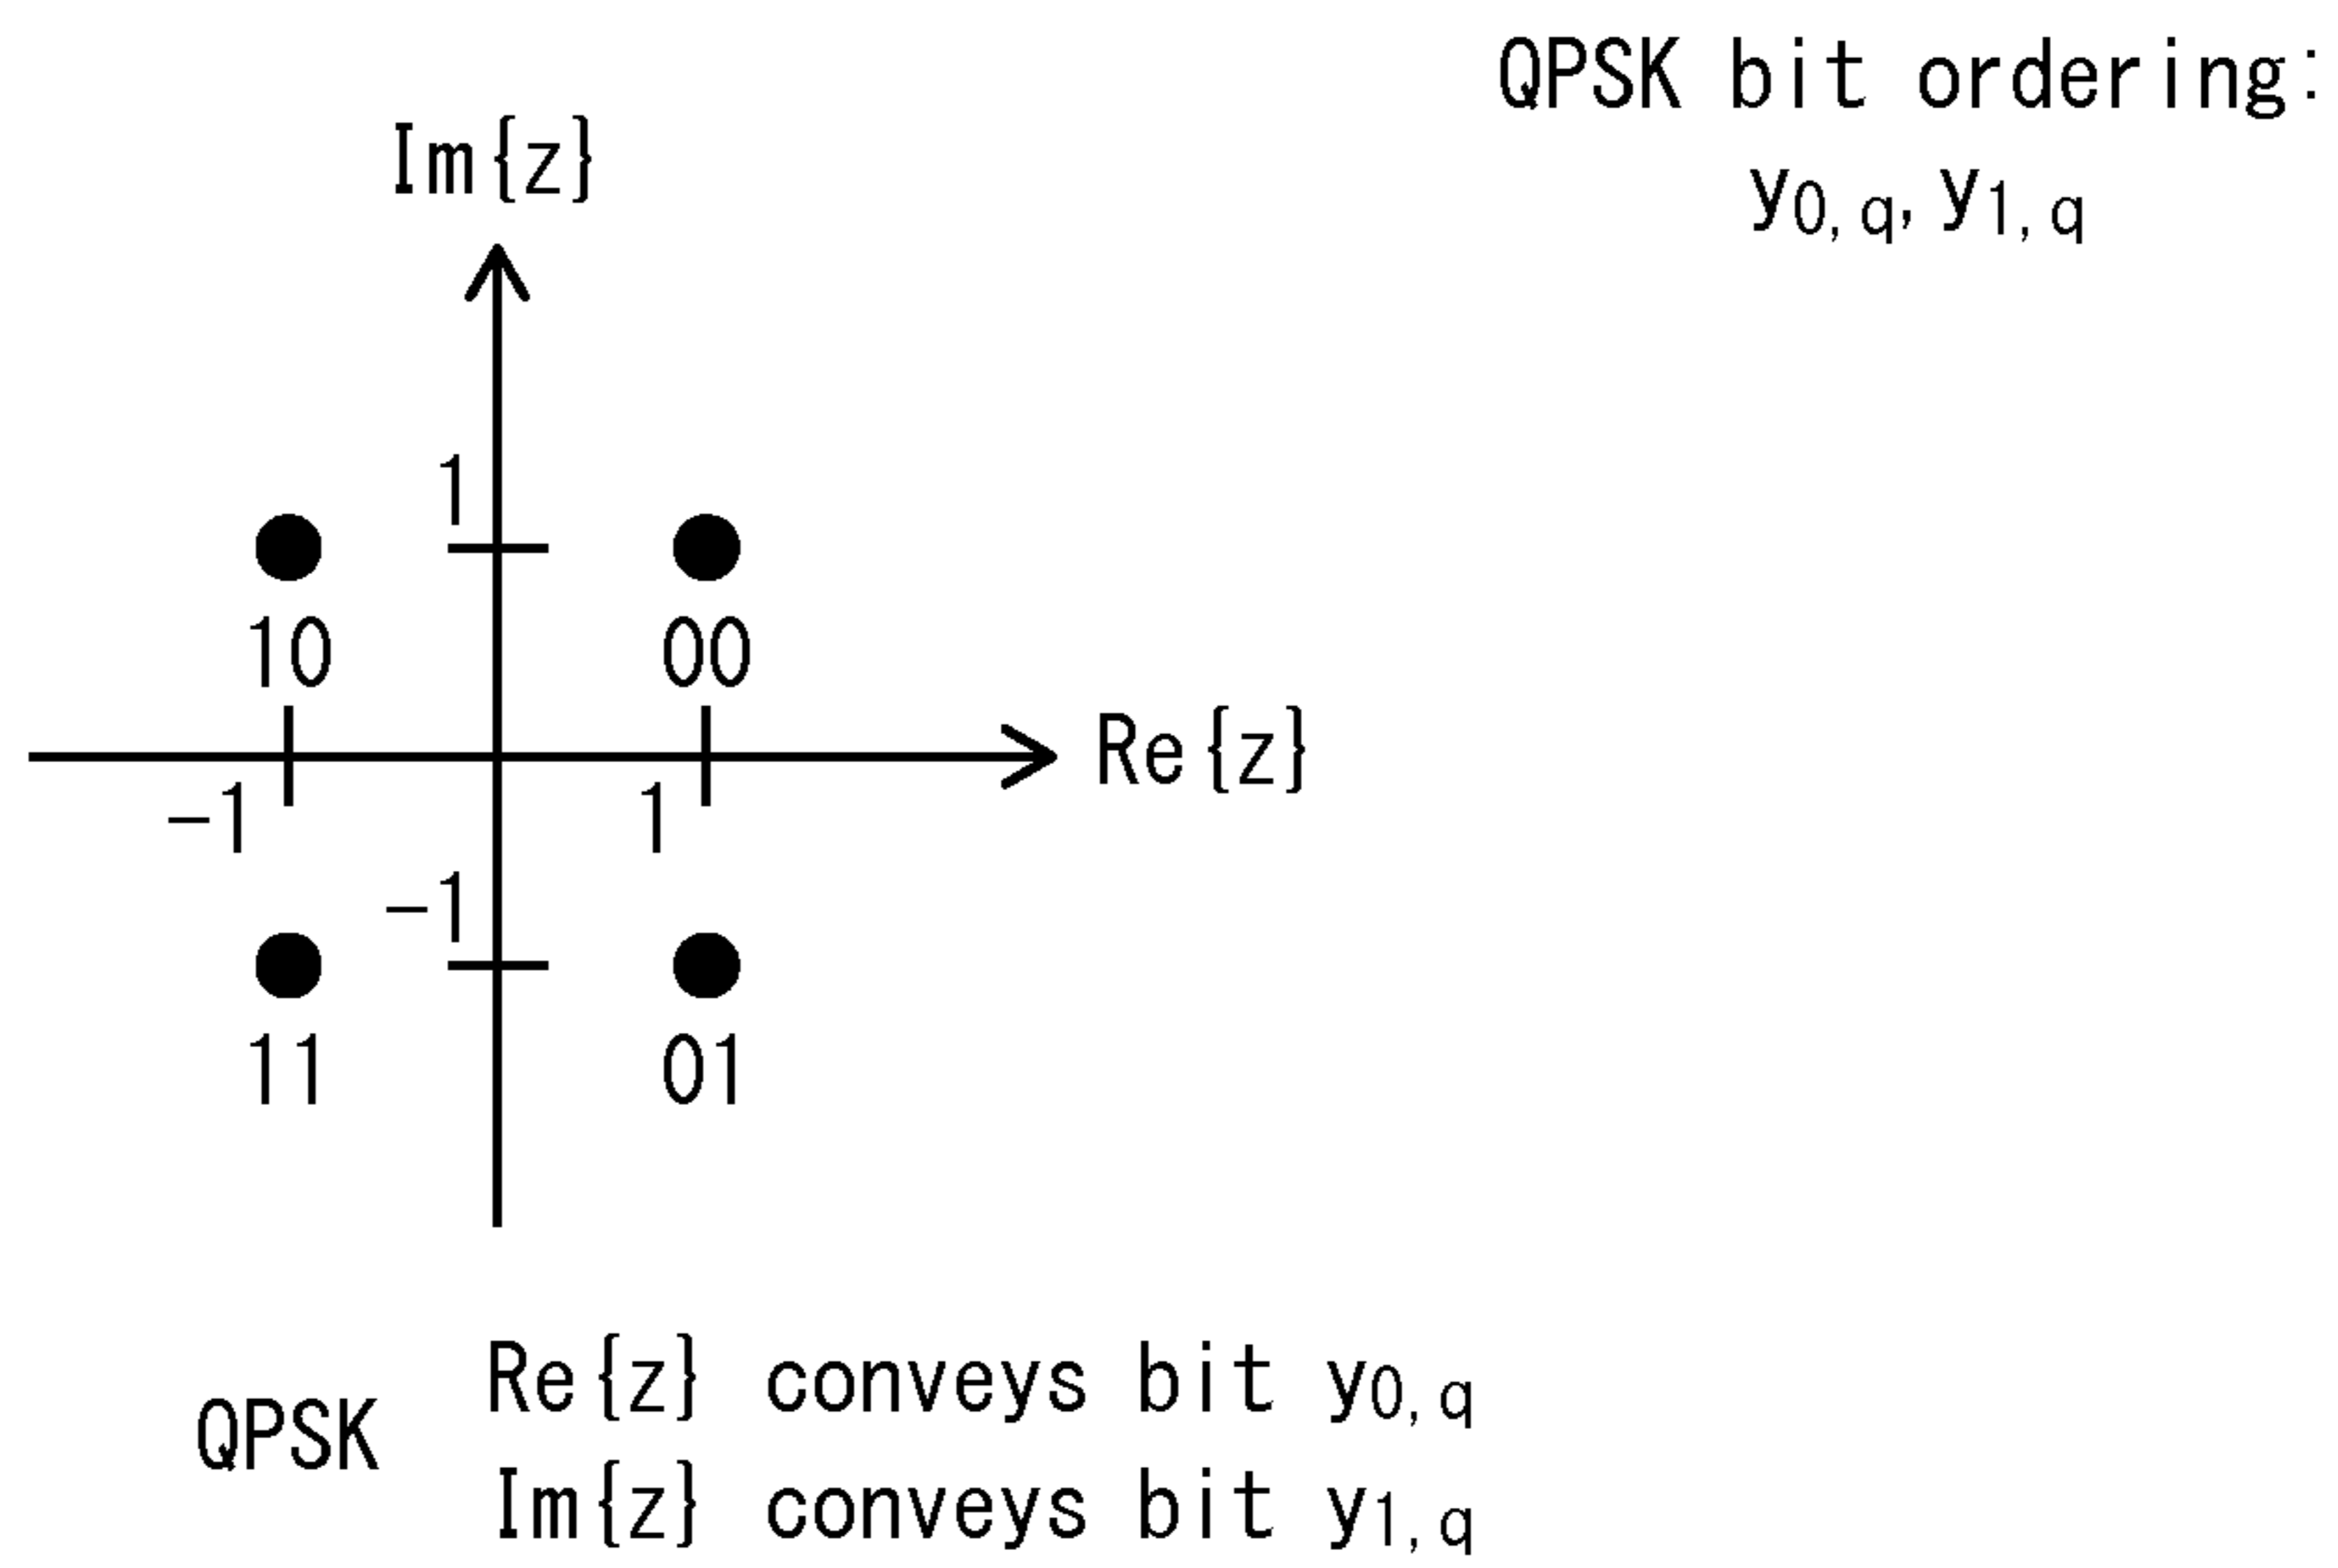 QPSK bit ordering:
y0,q, y1,q
Im{z}
1
10
00
Re{z}
-1
1
-1
11
01
QPSK
Re{z} conveys bit y0,q
Im{z} conveys bit y1,q